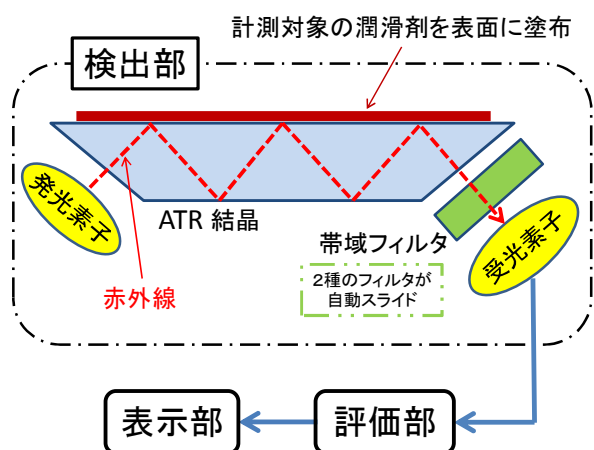 計測対象の潤滑剤を表面に塗布
検出部
発光素子
ATR 結晶
赤外線
帯域フィルタ
2種のフィルタが
自動スライド
受光素子
表示部
評価部